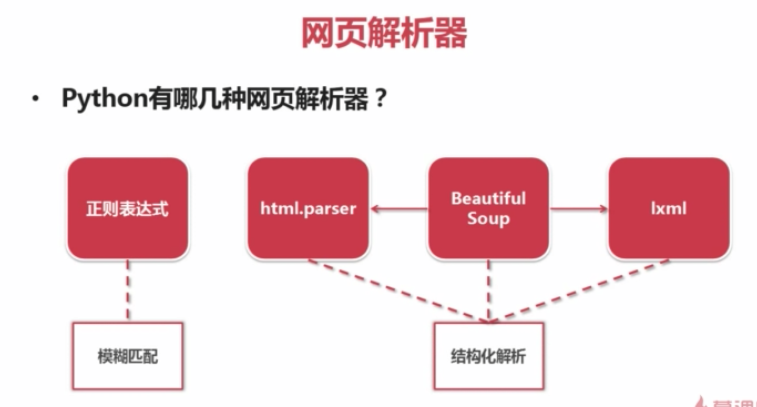 网页解析器
• Python有哪几种网页解析器？
正则表达式
html.parser
Beautiful
Soup
lxml
模糊匹配
结构化解析